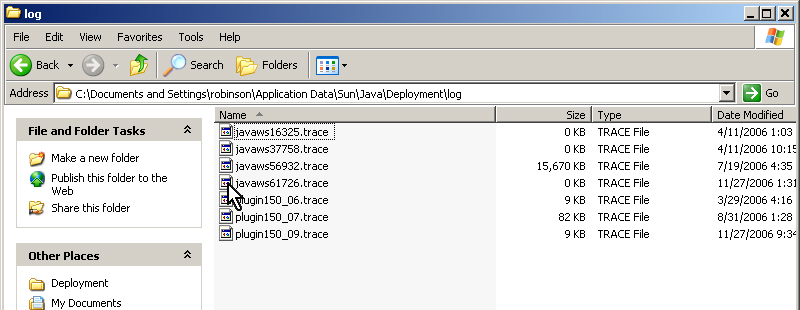 log
File Edit View Favorites Tools Help
Back Search Folders
Address C:\Documents and Settings\robinson\Application Data\Sun\Java\Deployment\log Go
File and Folder Tasks
Make a new folder
Publish this folder to the
Web
Share this folder
Other Places
Deployment
My Documents
Name Size Type Date Modified
javaws16325.trace 0 KB TRACE File 4/11/2006 1:03
javaws37758.trace 0 KB TRACE File 4/11/2006 10:15
javaws56932.trace 15,670 KB TRACE File 7/19/2006 4:35
javaws61726.trace 0 KB TRACE File 11/27/2006 1:31
plugin150_06.trace 9 KB TRACE File 3/29/2006 4:16
plugin150_07.trace 82 KB TRACE File 8/31/2006 1:28
plugin150_09.trace 9 KB TRACE File 11/27/2006 9:34